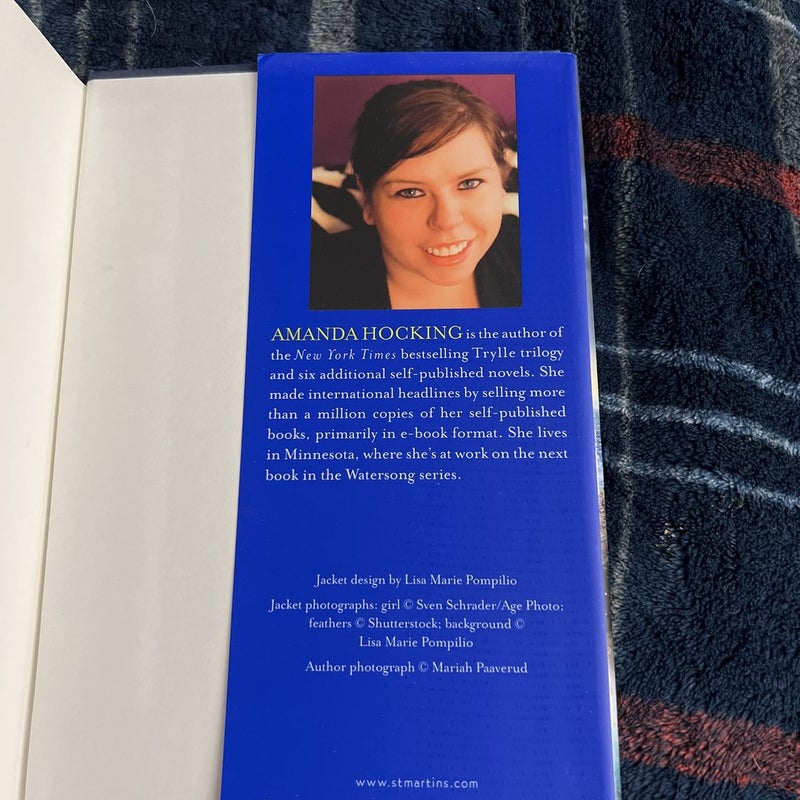 AMANDA HOCKING is the author of
the New York Times bestselling Trylle trilogy
and six additional self-published novels. She
made international headlines by selling more
than a million copies of her self-published
books, primarily in e-book format. She lives
in Minnesota, where she's at work on the next
book in the Watersong series.
Jacket design by Lisa Marie Pompilio
Jacket photographs: girl © Sven Schrader/Age Photo;
feathers © Shutterstock; background ©
Lisa Marie Pompilio
Author photograph © Mariah Paaverud
www.stmartins.com